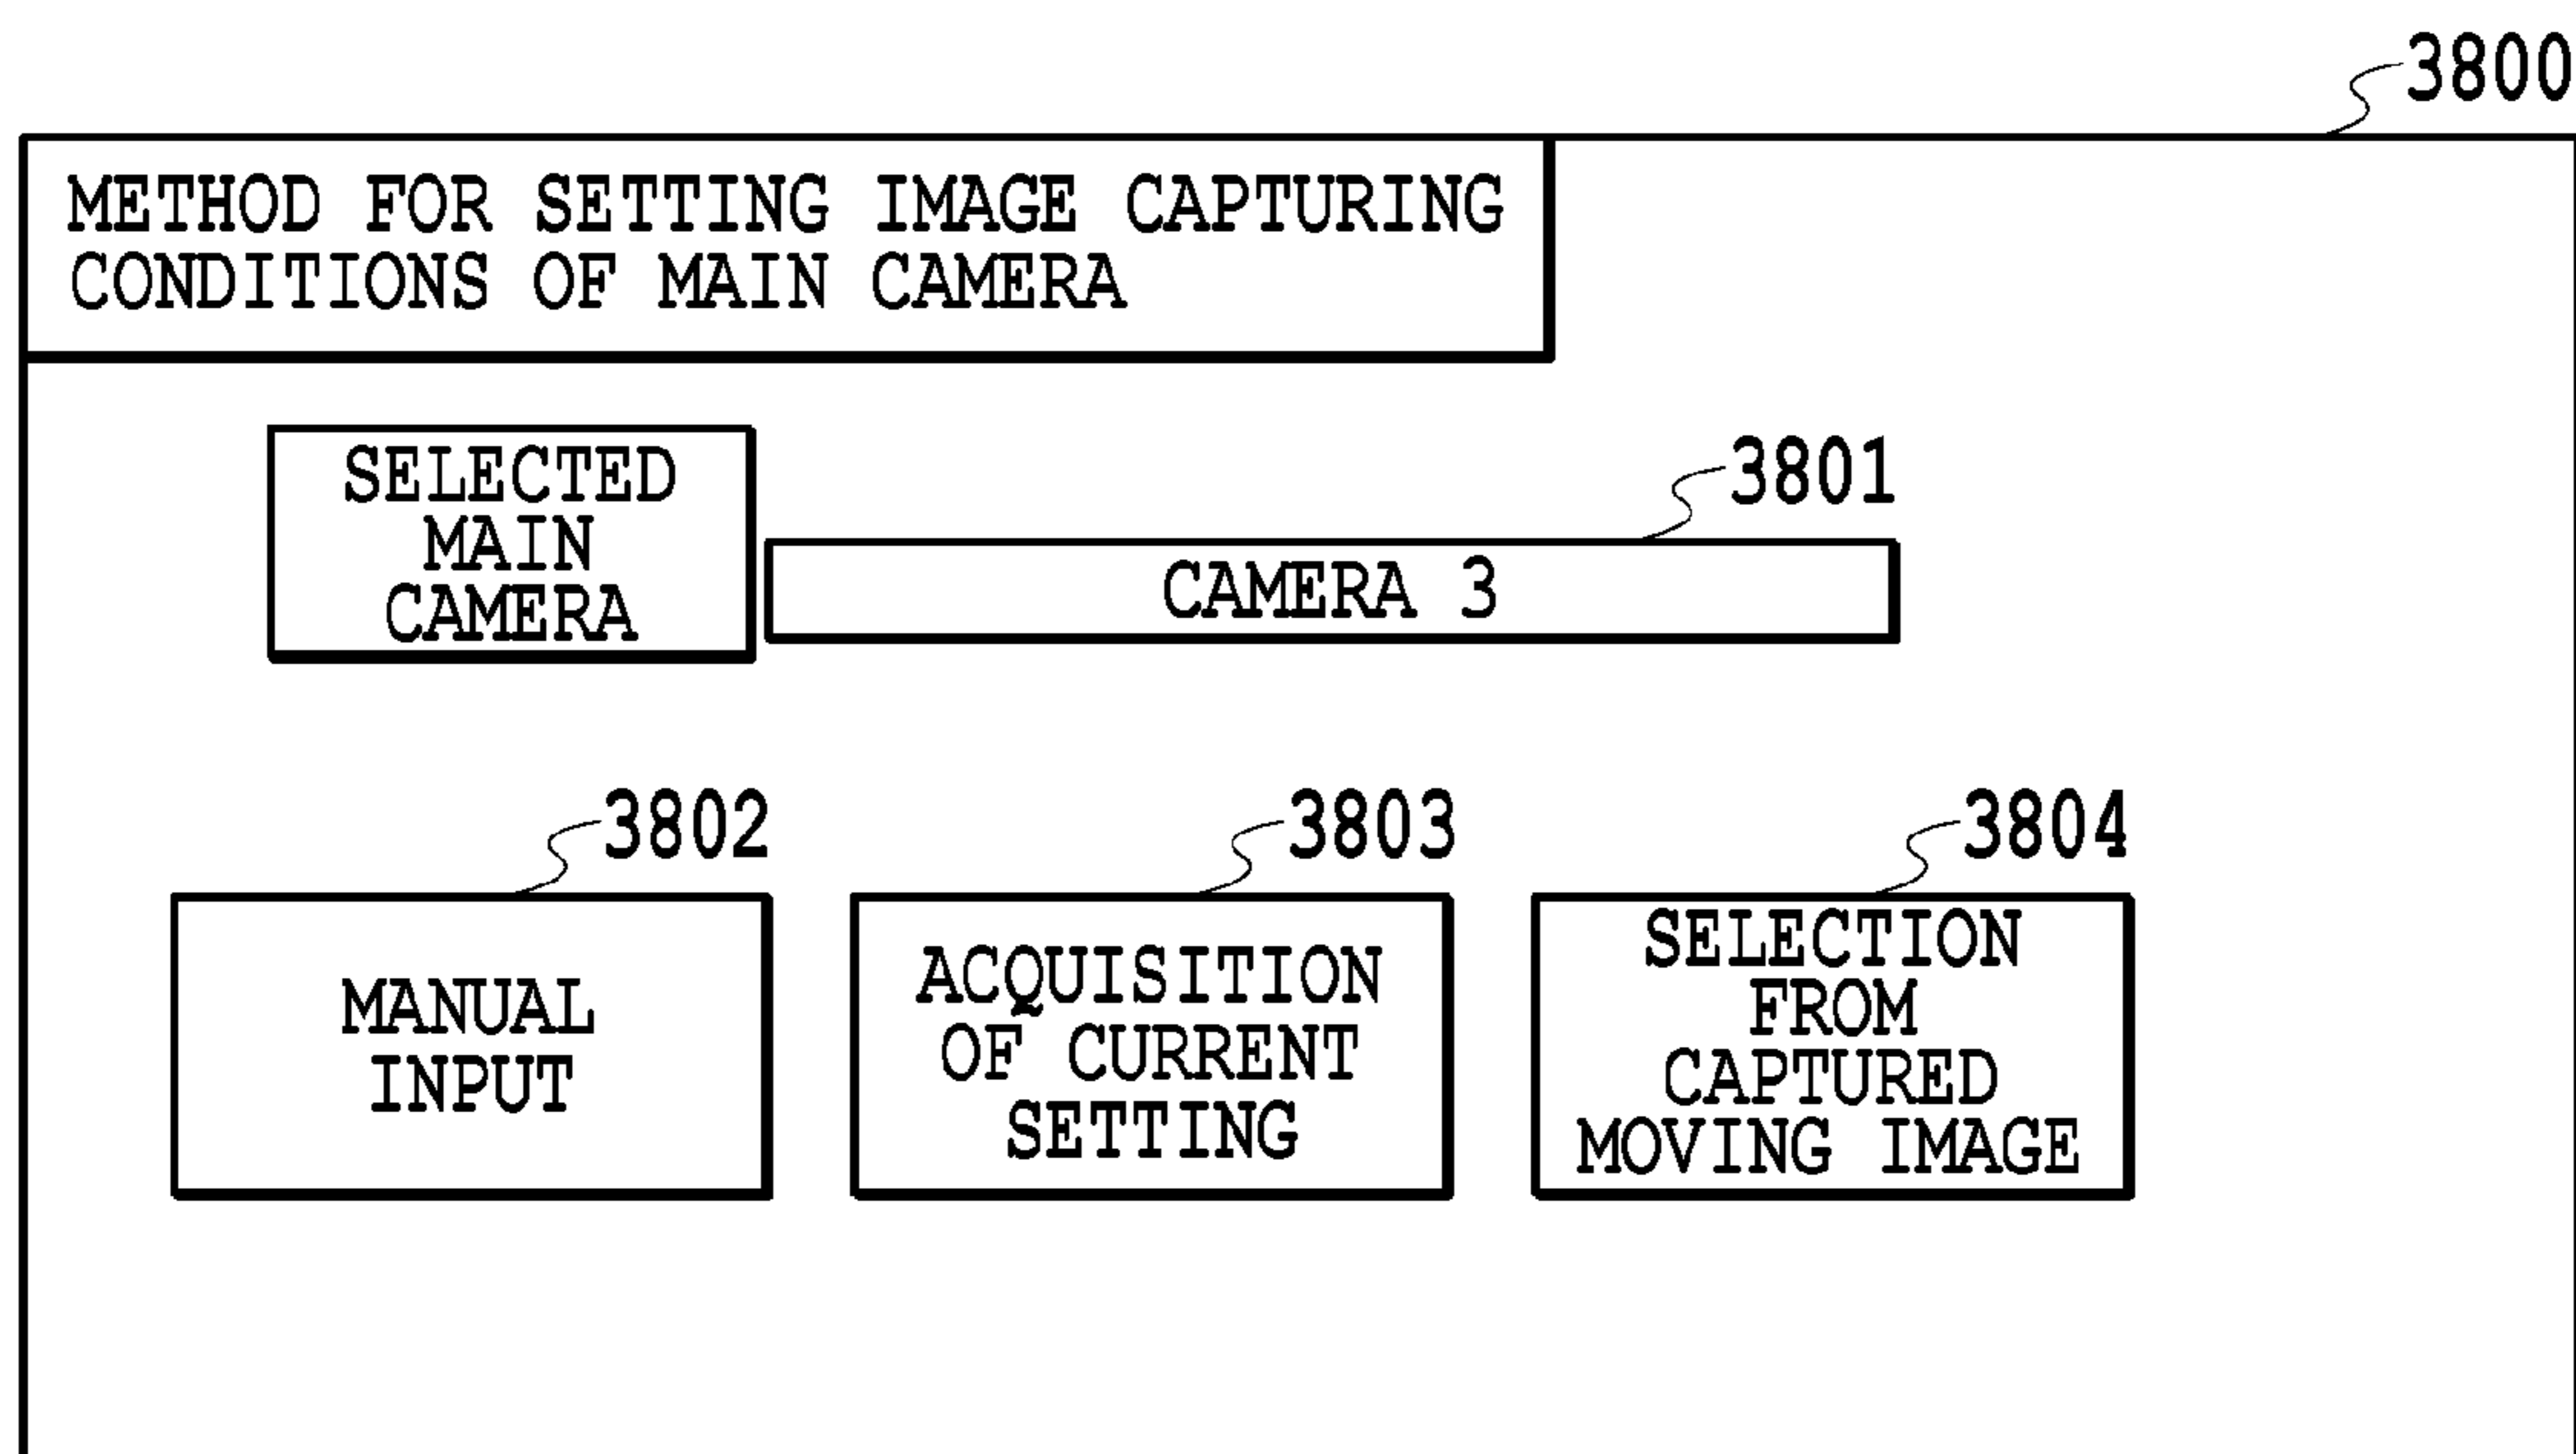 3800
METHOD FOR SETTING IMAGE CAPTURING
CONDITIONS OF MAIN CAMERA
SELECTED
MAIN
CAMERA
3801
CAMERA 3
3802
MANUAL
INPUT
3803
ACQUISITION
OF CURRENT
SETTING
3804
SELECTION
FROM
CAPTURED
MOVING IMAGE